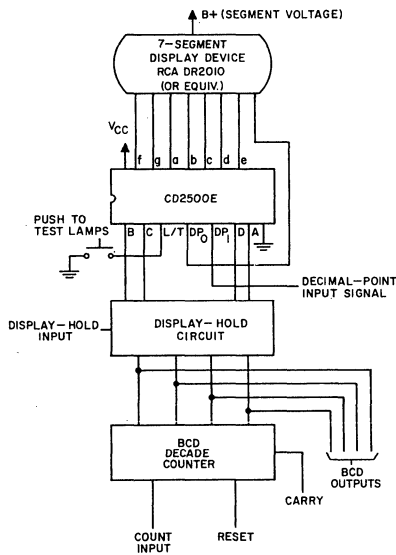 B+ (SEGMENT VOLTAGE)
7-SEGMENT
DISPLAY DEVICE
RCA DR2010
(OR EQUIV.)
VCC
f g a b c d e
CD2500E
PUSH TO
TEST LAMPS
B C L/T DP0 DP1 D A
DECIMAL-POINT
INPUT SIGNAL
DISPLAY-HOLD
INPUT
DISPLAY-HOLD
CIRCUIT
BCD
DECADE
COUNTER
BCD
OUTPUTS
CARRY
COUNT
INPUT
RESET